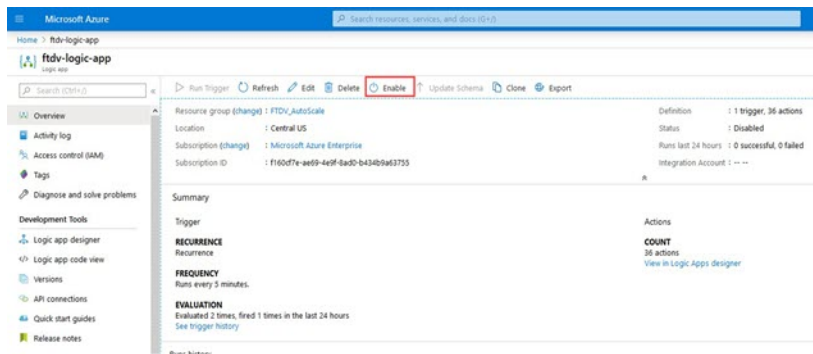 Microsoft Azure
Search resources, services, and docs (G+/)
Home > ftdv-logic-app
ftdv-logic-app
Logic app
Search (Ctrl+/)
Run Trigger Refresh Edit Delete Enable Update Schema Clone Export
Overview
Activity log
Access control (IAM)
Tags
Diagnose and solve problems
Development Tools
Logic app designer
Logic app code view
Versions
API connections
Quick start guides
Release notes
Resource group (change) : FTDV_AutoScale
Location : Central US
Subscription (change) : Microsoft Azure Enterprise
Subscription ID : f160cf7e-ae69-4e9f-8ad0-b434b9a63755
Definition : 1 trigger, 36 actions
Status : Disabled
Runs last 24 hours : 0 successful, 0 failed
Integration Account : -- --
Summary
Trigger
RECURRENCE
Recurrence
FREQUENCY
Runs every 5 minutes.
EVALUATION
Evaluated 2 times, fired 1 times in the last 24 hours
See trigger history
Actions
COUNT
36 actions
View in Logic Apps designer
Runs history